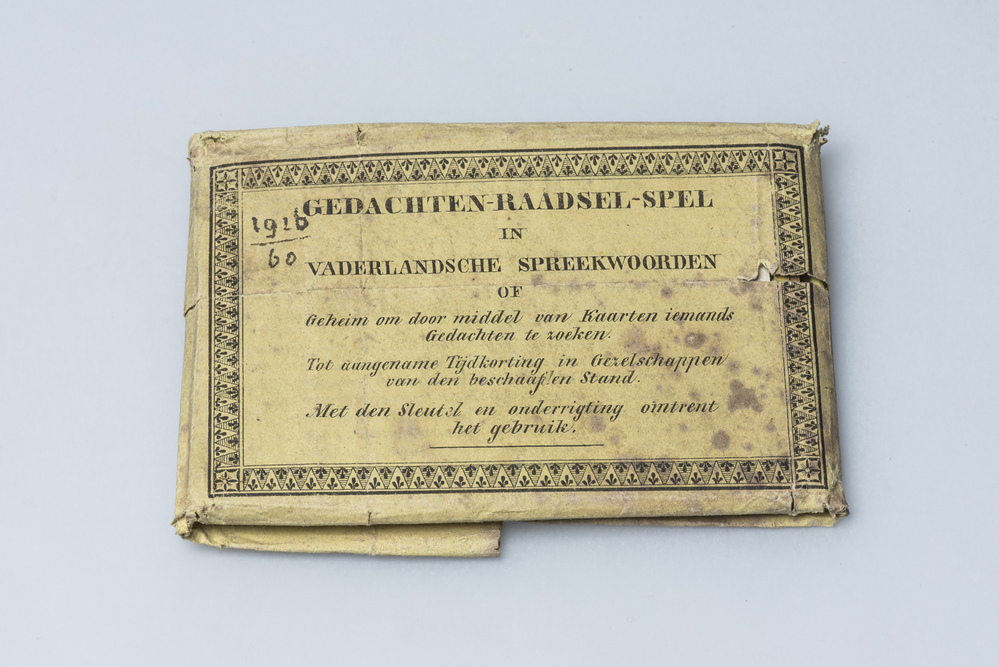 1926
60
GEDACHTEN-RAADSEL-SPEL
IN
VADERLANDSCHE SPREEKWOORDEN
OF
Geheim om door middel van Kaarten iemands
Gedachten te zoeken.
Tot aangename Tijdkorting in Gezelschappen
van den beschaafden Stand.
Met den Sleutel en onderrigting omtrent
het gebruik.